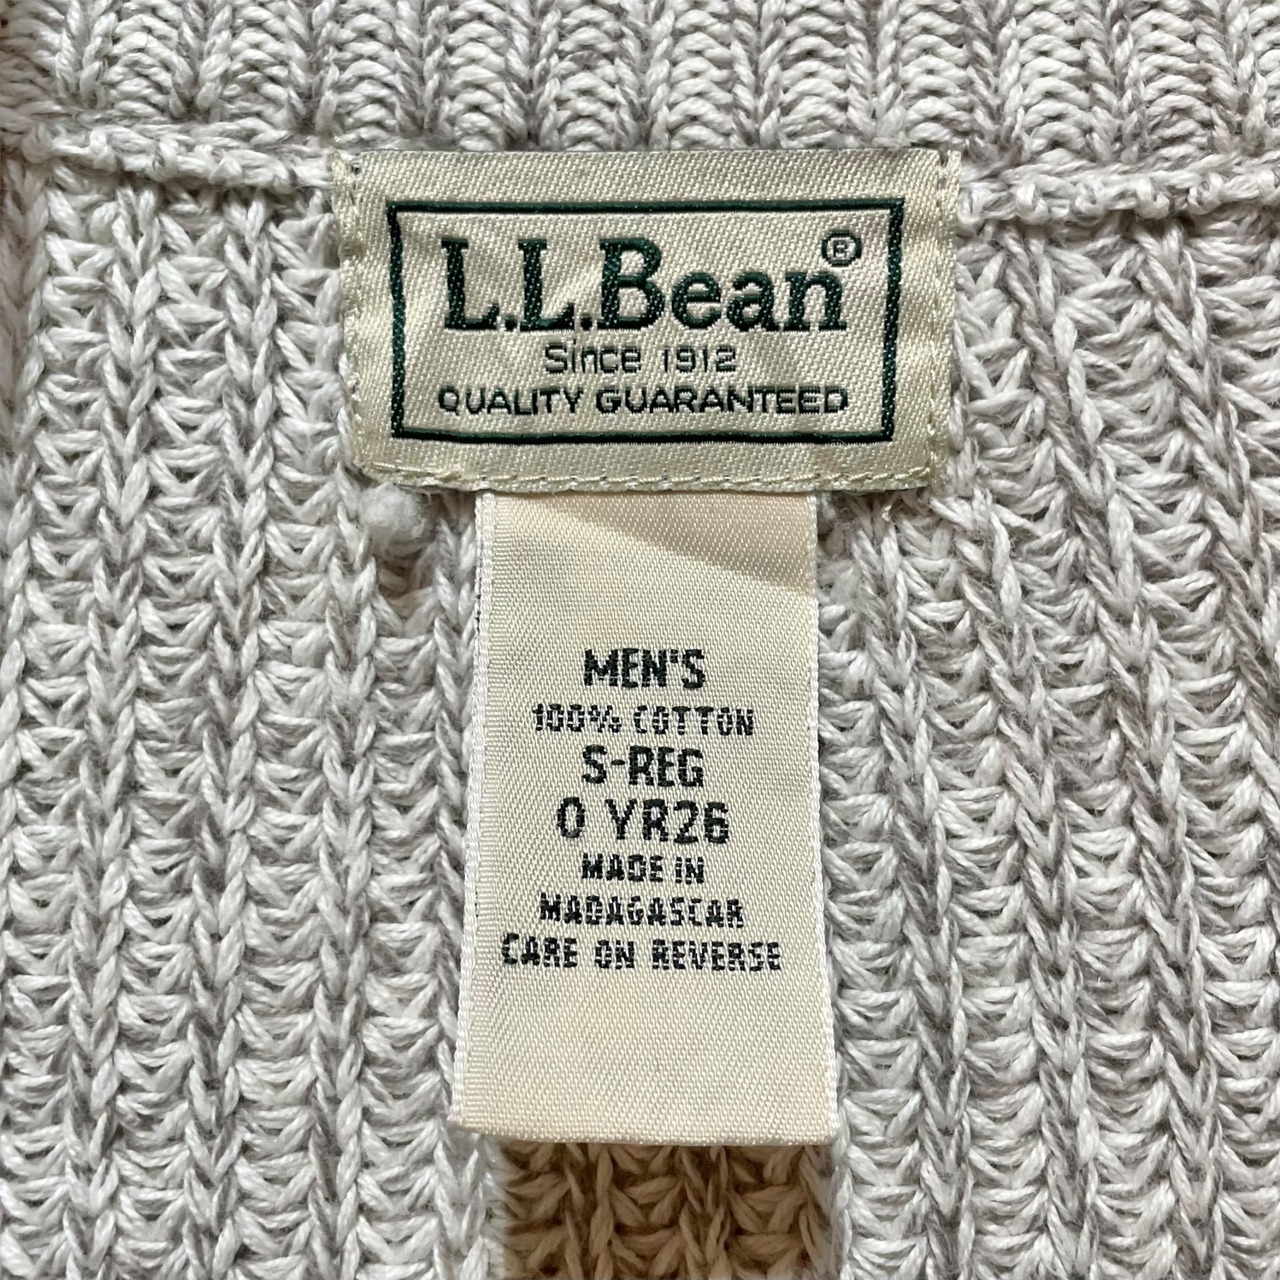 L.L.Bean®
Since 1912
QUALITY GUARANTEED
MEN'S
100% COTTON
S-REG
0 YR26
MADE IN
MADAGASCAR
CARE ON REVERSE